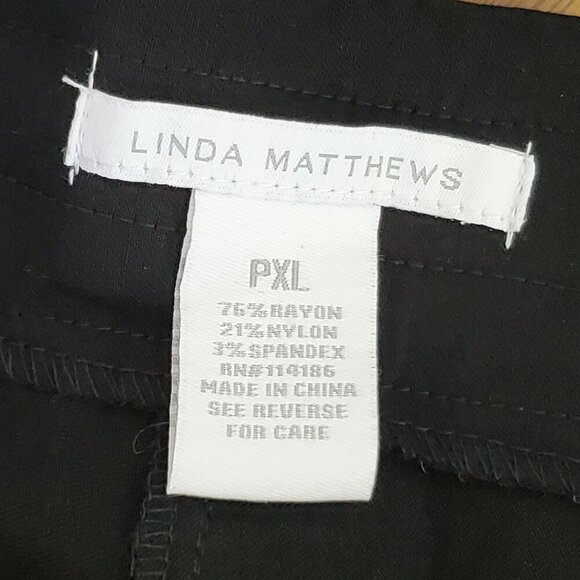 LINDA MATTHEWS
PXL
76%RAYON
21%NYLON
3%SPANDEX
RN#114186
MADE IN CHINA
SEE REVERSE
FOR CARE